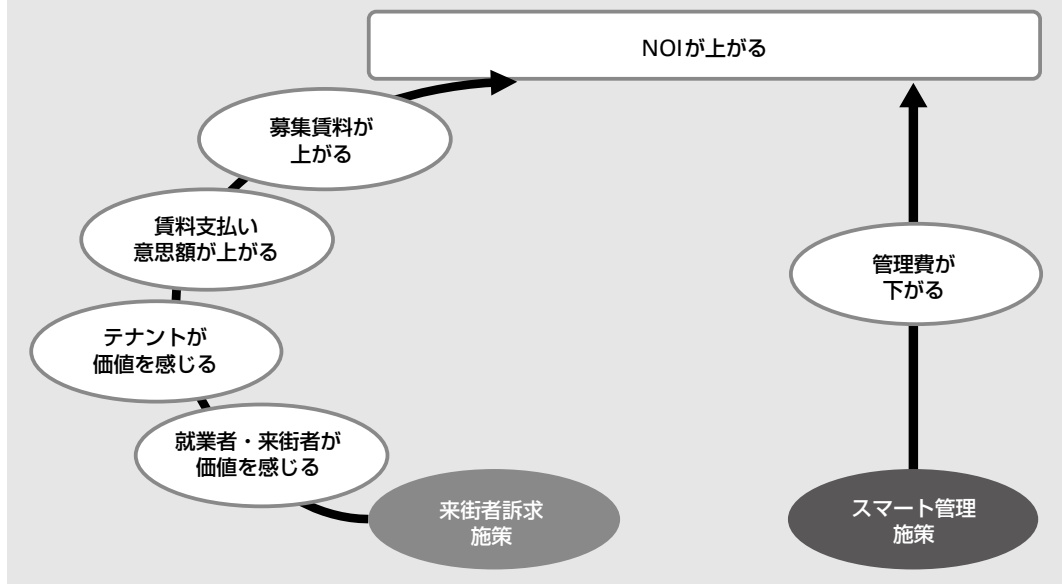 NOIが上がる
募集賃料が
上がる
賃料支払い
意思額が上がる
テナントが
価値を感じる
就業者・来街者が
価値を感じる
来街者訴求
施策
管理費が
下がる
スマート管理
施策